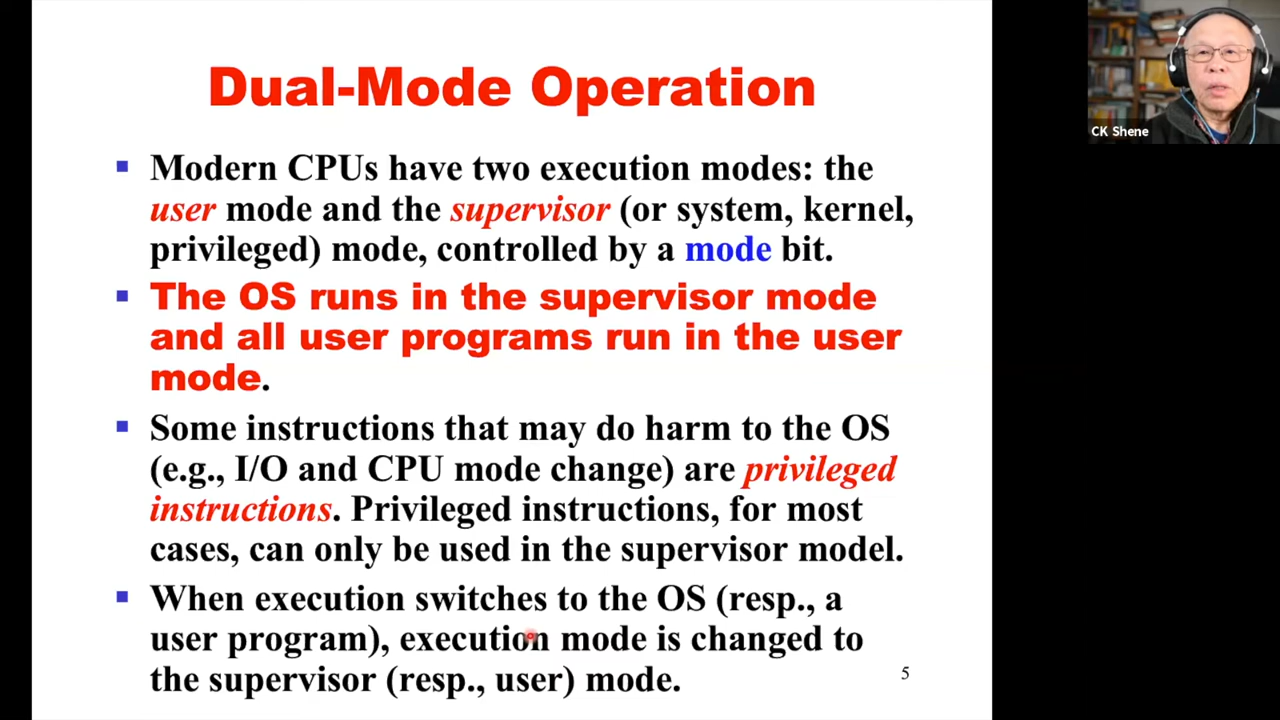 Dual-Mode Operation
Modern CPUs have two execution modes: the
user mode and the supervisor (or system, kernel,
privileged) mode, controlled by a mode bit.
The OS runs in the supervisor mode
and all user programs run in the user
mode.
Some instructions that may do harm to the OS
(e.g., I/O and CPU mode change) are privileged
instructions. Privileged instructions, for most
cases, can only be used in the supervisor model.
When execution switches to the OS (resp., a
user program), execution mode is changed to
the supervisor (resp., user) mode.
5
CK Shene